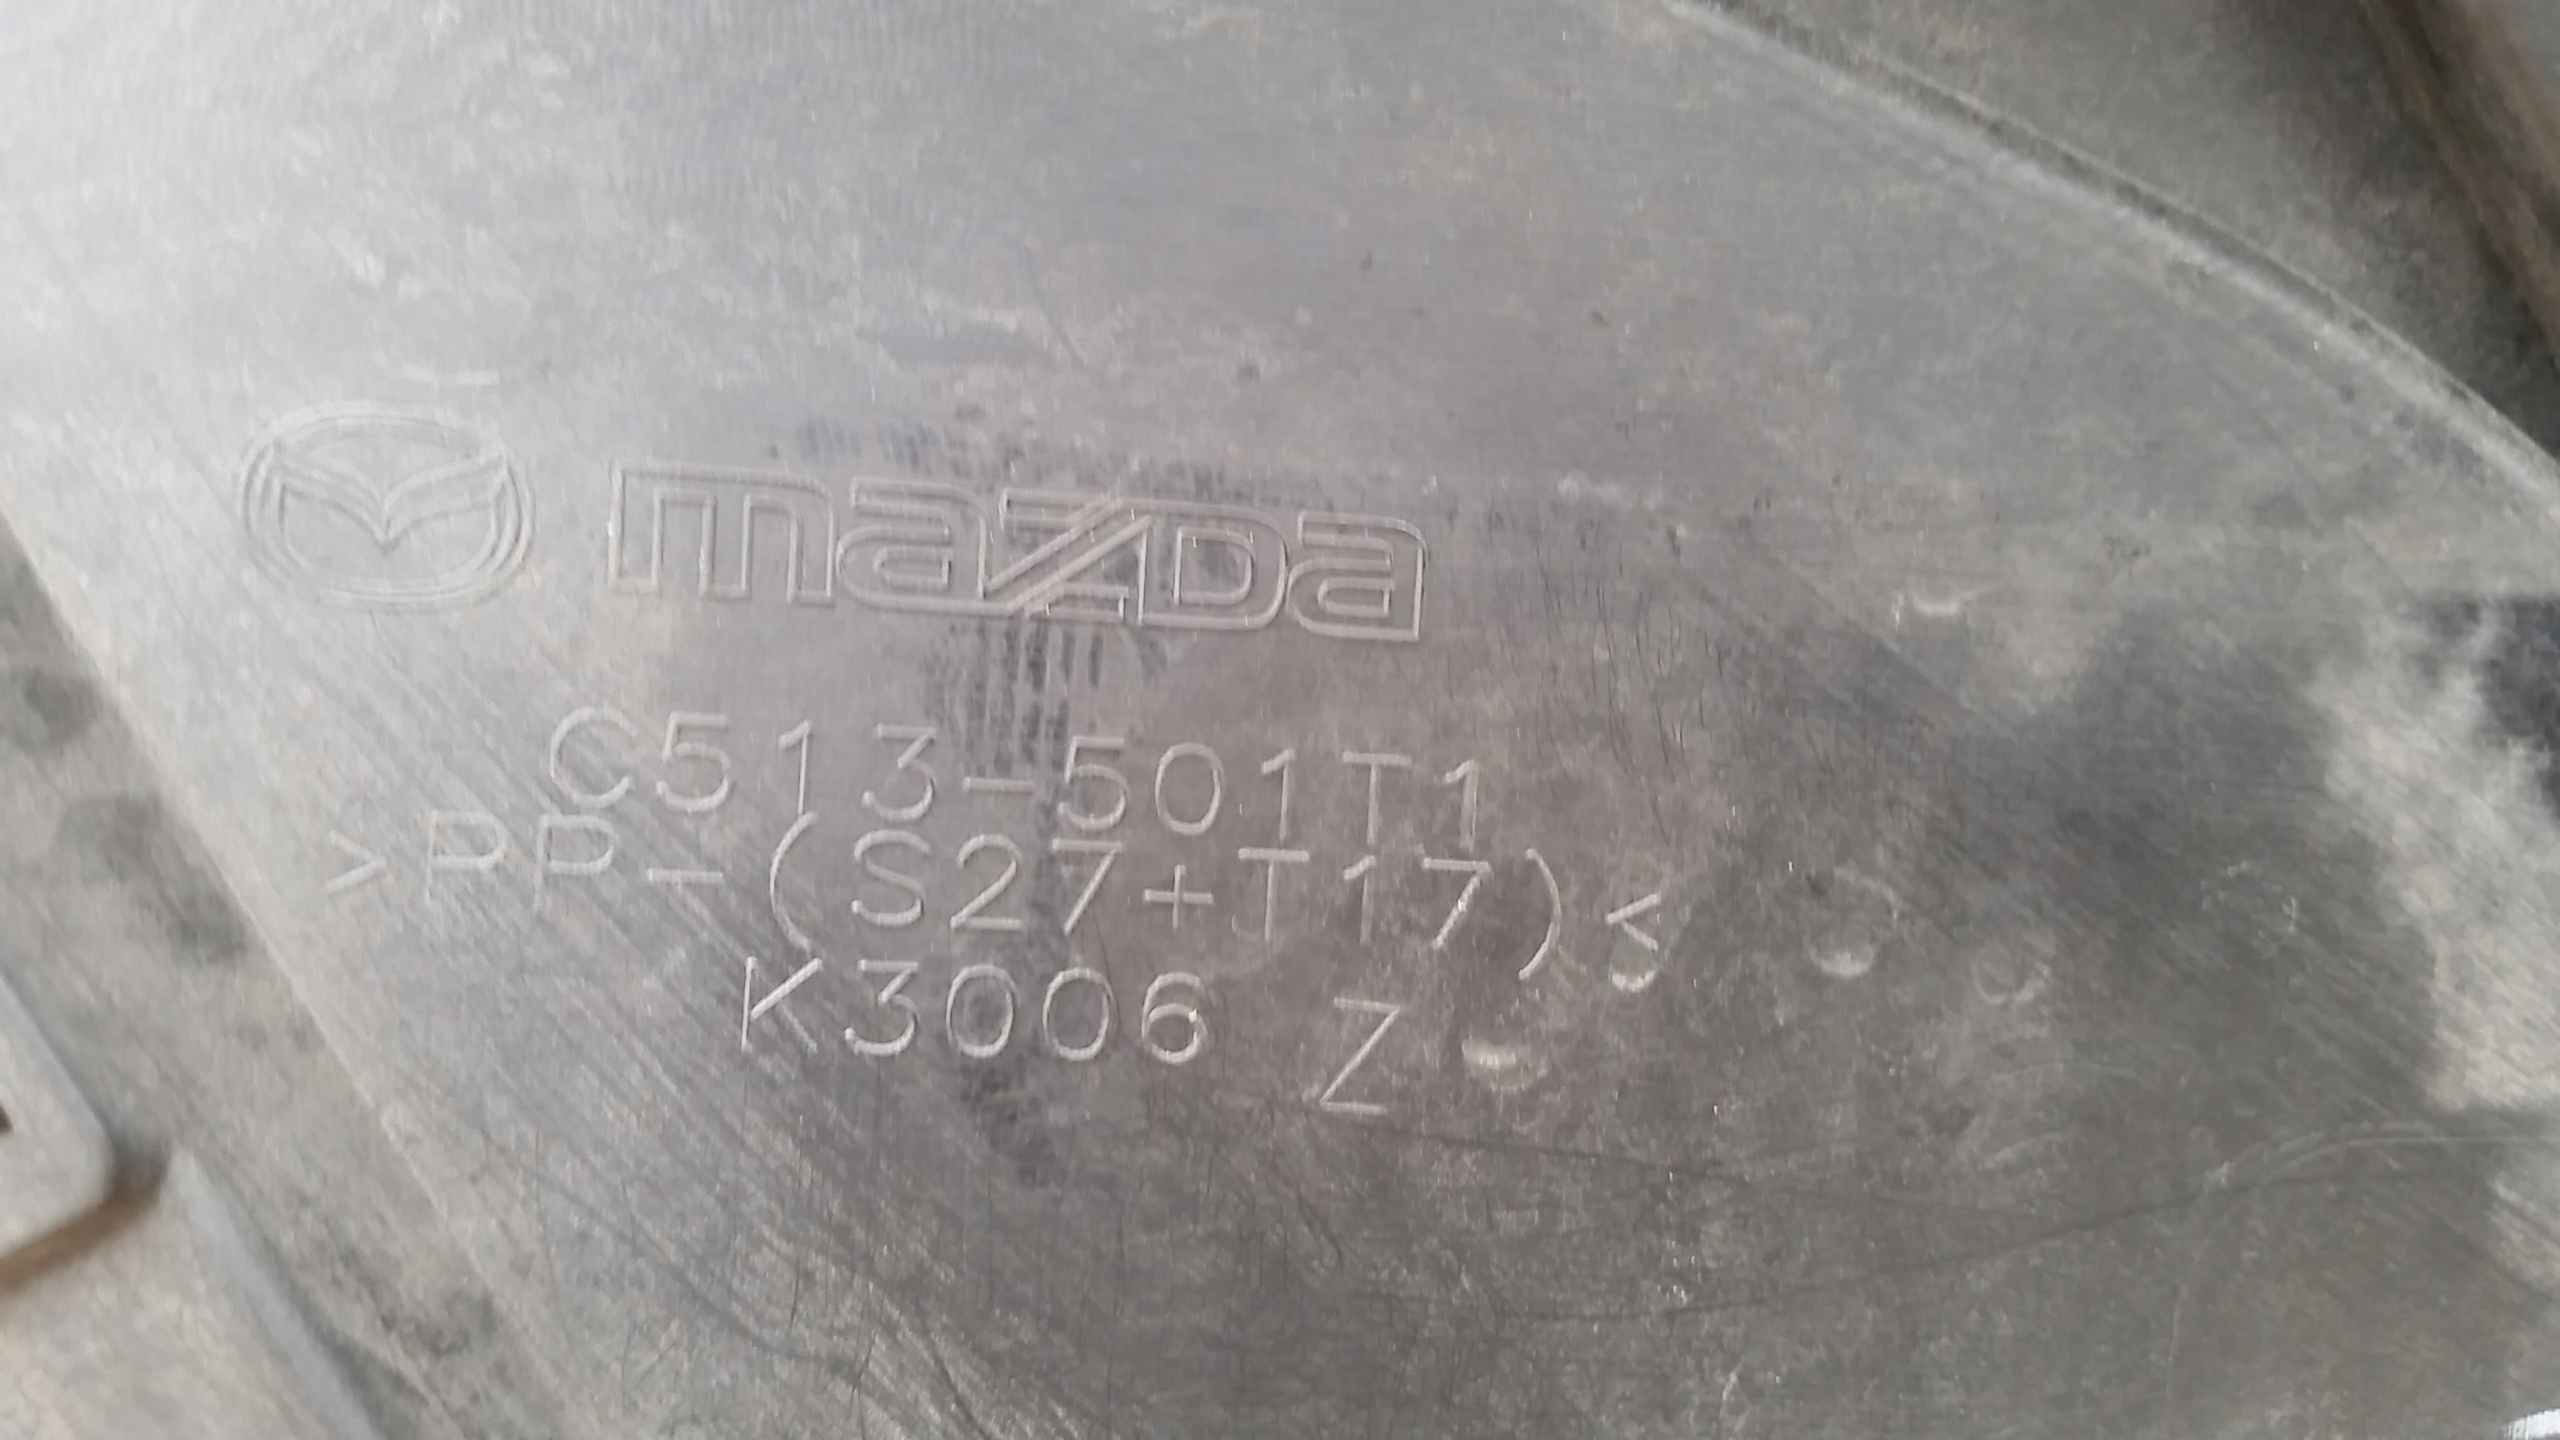 mazda
C513-501T1
>PP-(S27+T17)<
K3006 Z